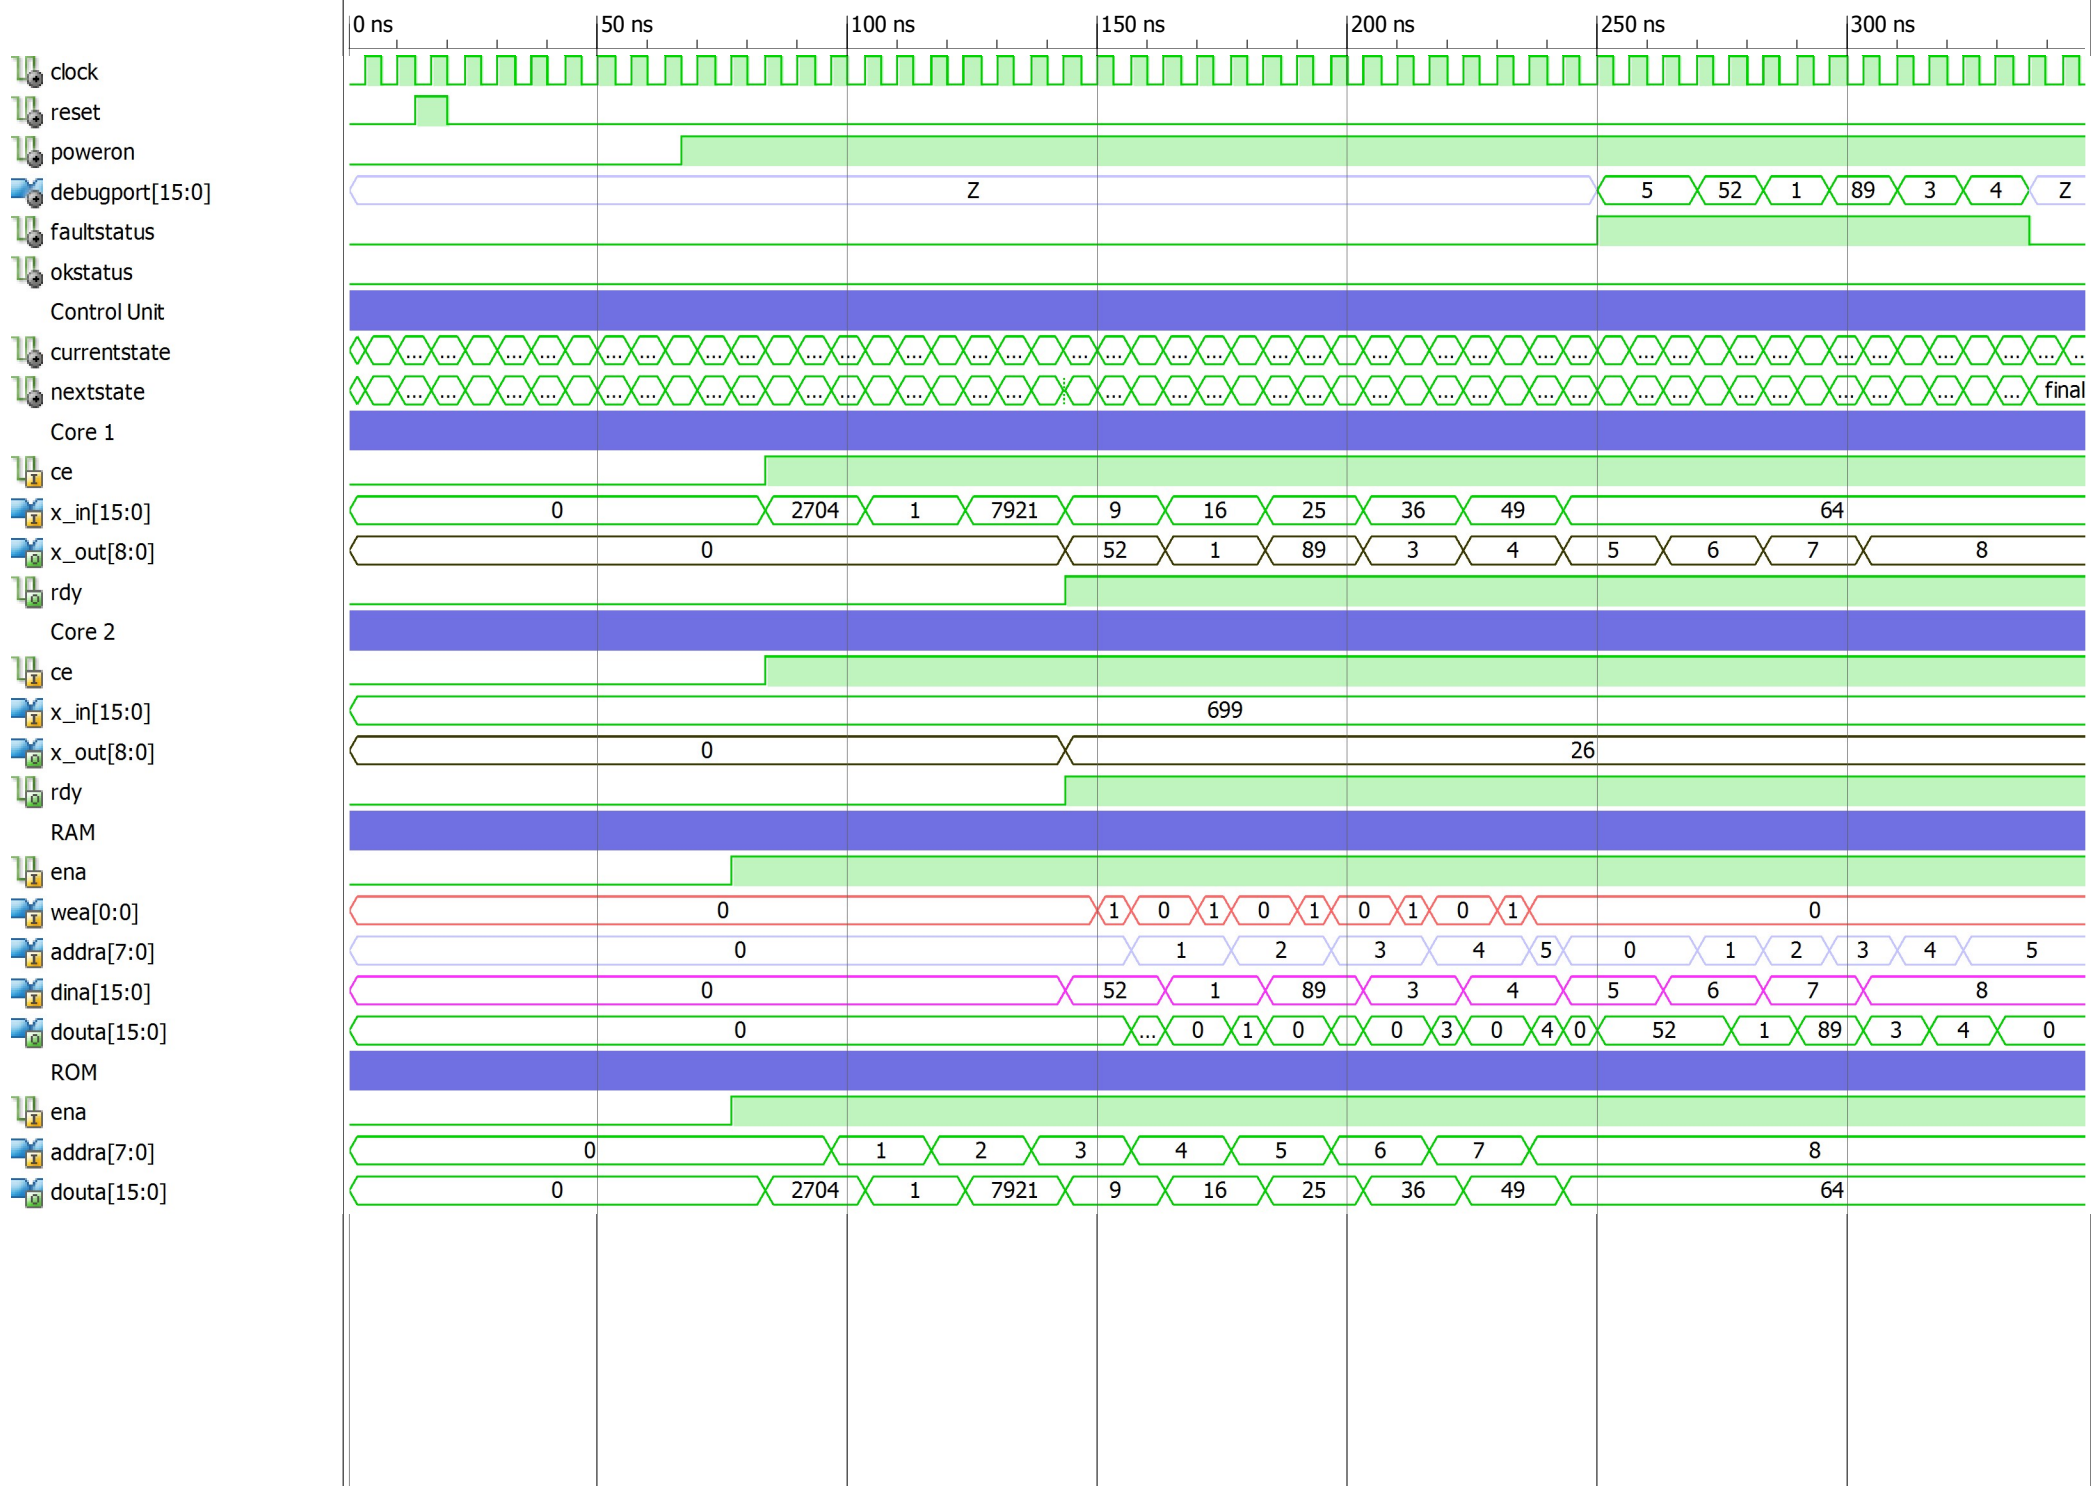 0 ns 50 ns 100 ns 150 ns 200 ns 250 ns 300 ns
clock
reset
poweron
debugport[15:0] Z 5 52 1 89 3 4 Z
faultstatus
okstatus
Control Unit
currentstate ... ... ... ... ... ... ... ... ... ... ... ... ... ... ... ... ... ... ... ... ... ... ... ... ... ... ... ... ... ... ... ... ... ... ..
nextstate ... ... ... ... ... ... ... ... ... ... ... ... ... ... ... ... ... ... ... ... ... ... ... ... ... ... ... ... ... ... ... ... ... final
Core 1
ce
x_in[15:0] 0 2704 1 7921 9 16 25 36 49 64
x_out[8:0] 0 52 1 89 3 4 5 6 7 8
rdy
Core 2
ce
x_in[15:0] 699
x_out[8:0] 0 26
rdy
RAM
ena
wea[0:0] 0 1 0 1 0 1 0 1 0 1 0
addra[7:0] 0 1 2 3 4 5 0 1 2 3 4 5
dina[15:0] 0 52 1 89 3 4 5 6 7 8
douta[15:0] 0 ... 0 1 0 0 3 0 4 0 52 1 89 3 4 0
ROM
ena
addra[7:0] 0 1 2 3 4 5 6 7 8
douta[15:0] 0 2704 1 7921 9 16 25 36 49 64